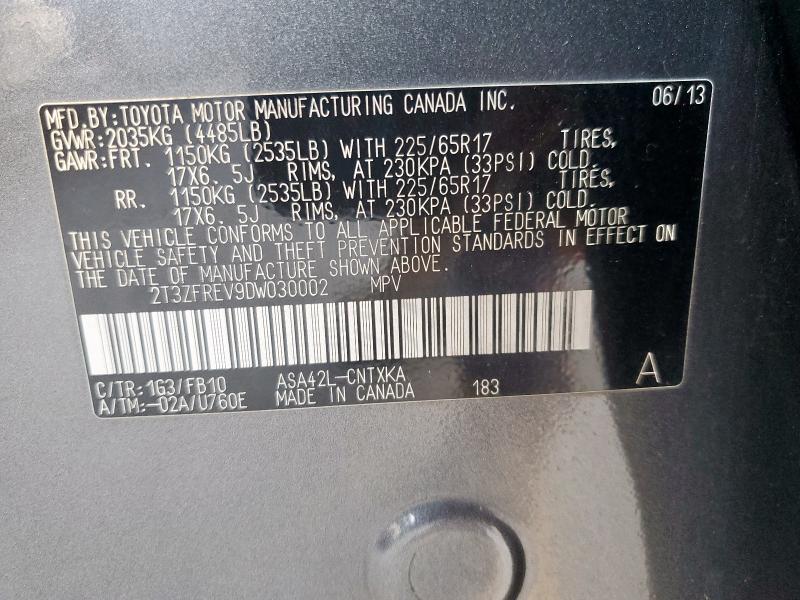 MFD.BY:TOYOTA MOTOR MANUFACTURING CANADA INC. 06/13
GVWR:2035KG (4485LB)
GAWR:FRT. 1150KG (2535LB) WITH 225/65R17 TIRES,
17X6. 5J RIMS, AT 230KPA (33PSI) COLD.
RR. 1150KG (2535LB) WITH 225/65R17 TIRES,
17X6. 5J RIMS, AT 230KPA (33PSI) COLD.
THIS VEHICLE CONFORMS TO ALL APPLICABLE FEDERAL MOTOR
VEHICLE SAFETY AND THEFT PREVENTION STANDARDS IN EFFECT ON
THE DATE OF MANUFACTURE SHOWN ABOVE.
2T3ZFREV9DW030002 MPV
C/TR:1G3/FB10 ASA42L-CNTXKA A
A/TM:-02A/U760E MADE IN CANADA 183